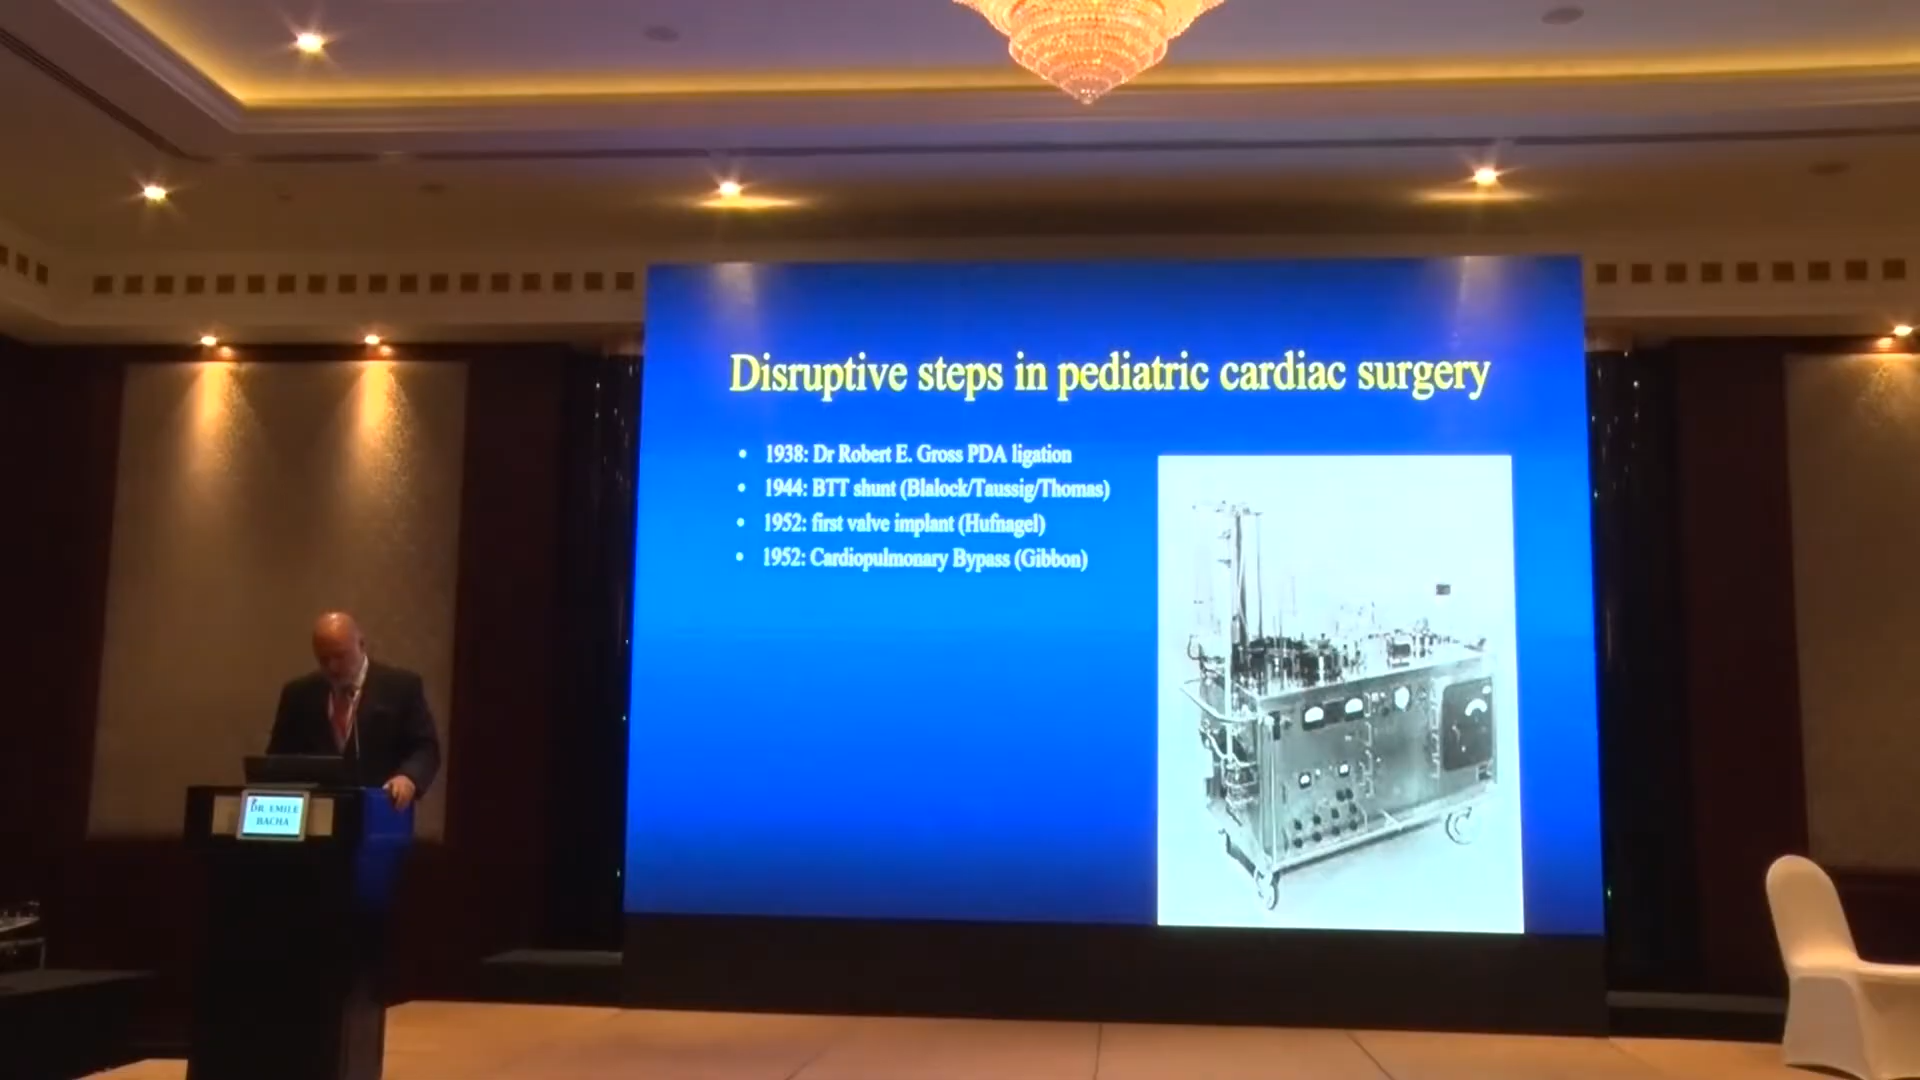 Disruptive steps in pediatric cardiac surgery
• 1938: Dr Robert E. Gross PDA ligation
• 1944: BTT shunt (Blalock/Taussig/Thomas)
• 1952: first valve implant (Hufnagel)
• 1952: Cardiopulmonary Bypass (Gibbon)
DR. EMILE
BACHA